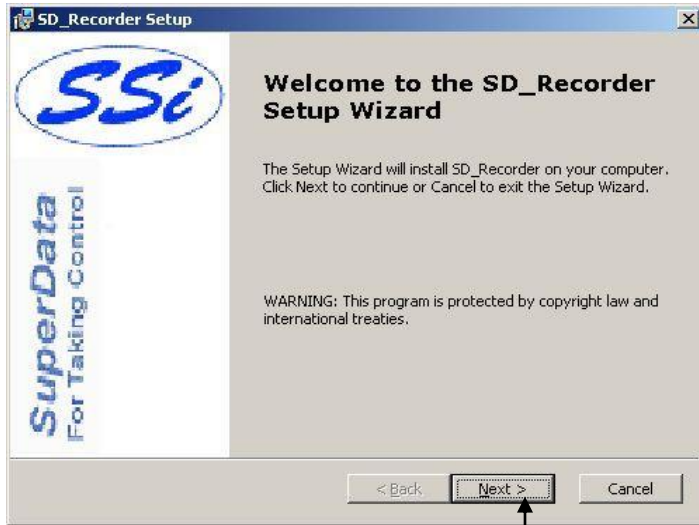 SD_Recorder Setup
SSi
SuperData
For Taking Control
Welcome to the SD_Recorder
Setup Wizard
The Setup Wizard will install SD_Recorder on your computer.
Click Next to continue or Cancel to exit the Setup Wizard.
WARNING: This program is protected by copyright law and
international treaties.
< Back
Next >
Cancel